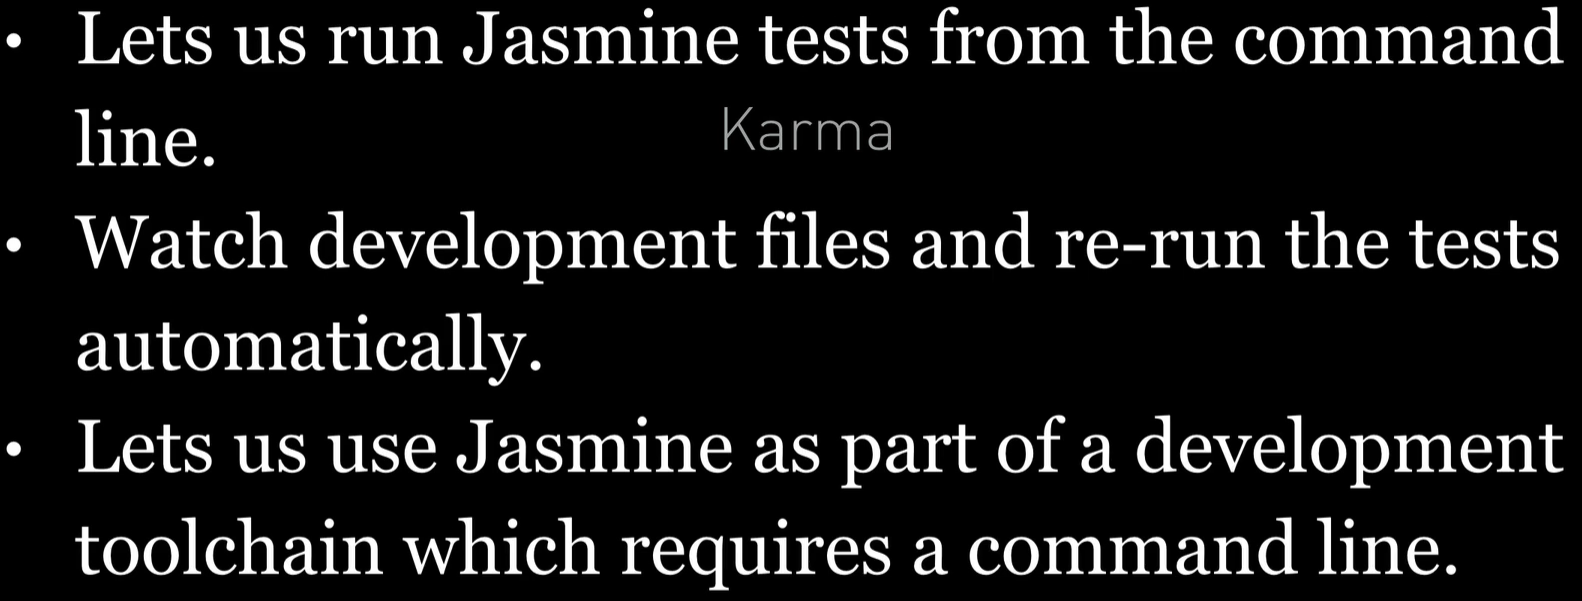 • Lets us run Jasmine tests from the command
line.
Karma
• Watch development files and re-run the tests
automatically.
• Lets us use Jasmine as part of a development
toolchain which requires a command line.